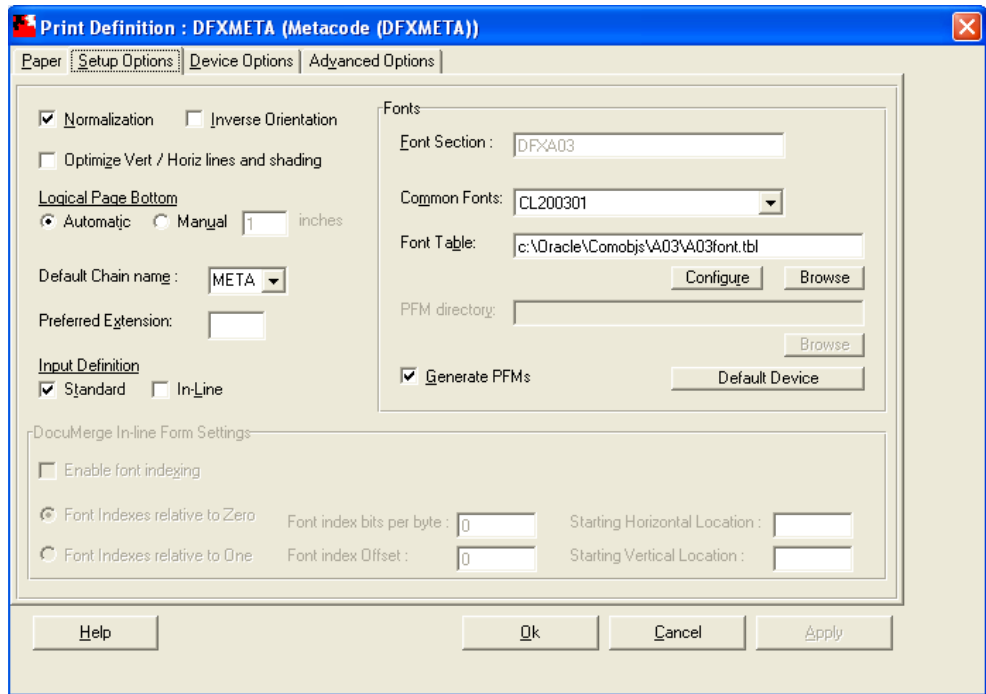 Print Definition : DFXMETA (Metacode (DFXMETA))
Paper Setup Options Device Options Advanced Options
Normalization Inverse Orientation
Optimize Vert / Horiz lines and shading
Logical Page Bottom
Automatic Manual 1 inches
Default Chain name : META
Preferred Extension:
Input Definition
Standard In-Line
Fonts
Font Section : DFXA03
Common Fonts: CL200301
Font Table: c:\Oracle\Comobjs\A03\A03font.tbl
Configure Browse
PFM directory:
Browse
Generate PFMs Default Device
DocuMerge In-line Form Settings
Enable font indexing
Font Indexes relative to Zero Font index bits per byte : 0 Starting Horizontal Location :
Font Indexes relative to One Font index Offset : 0 Starting Vertical Location :
Help Ok Cancel Apply